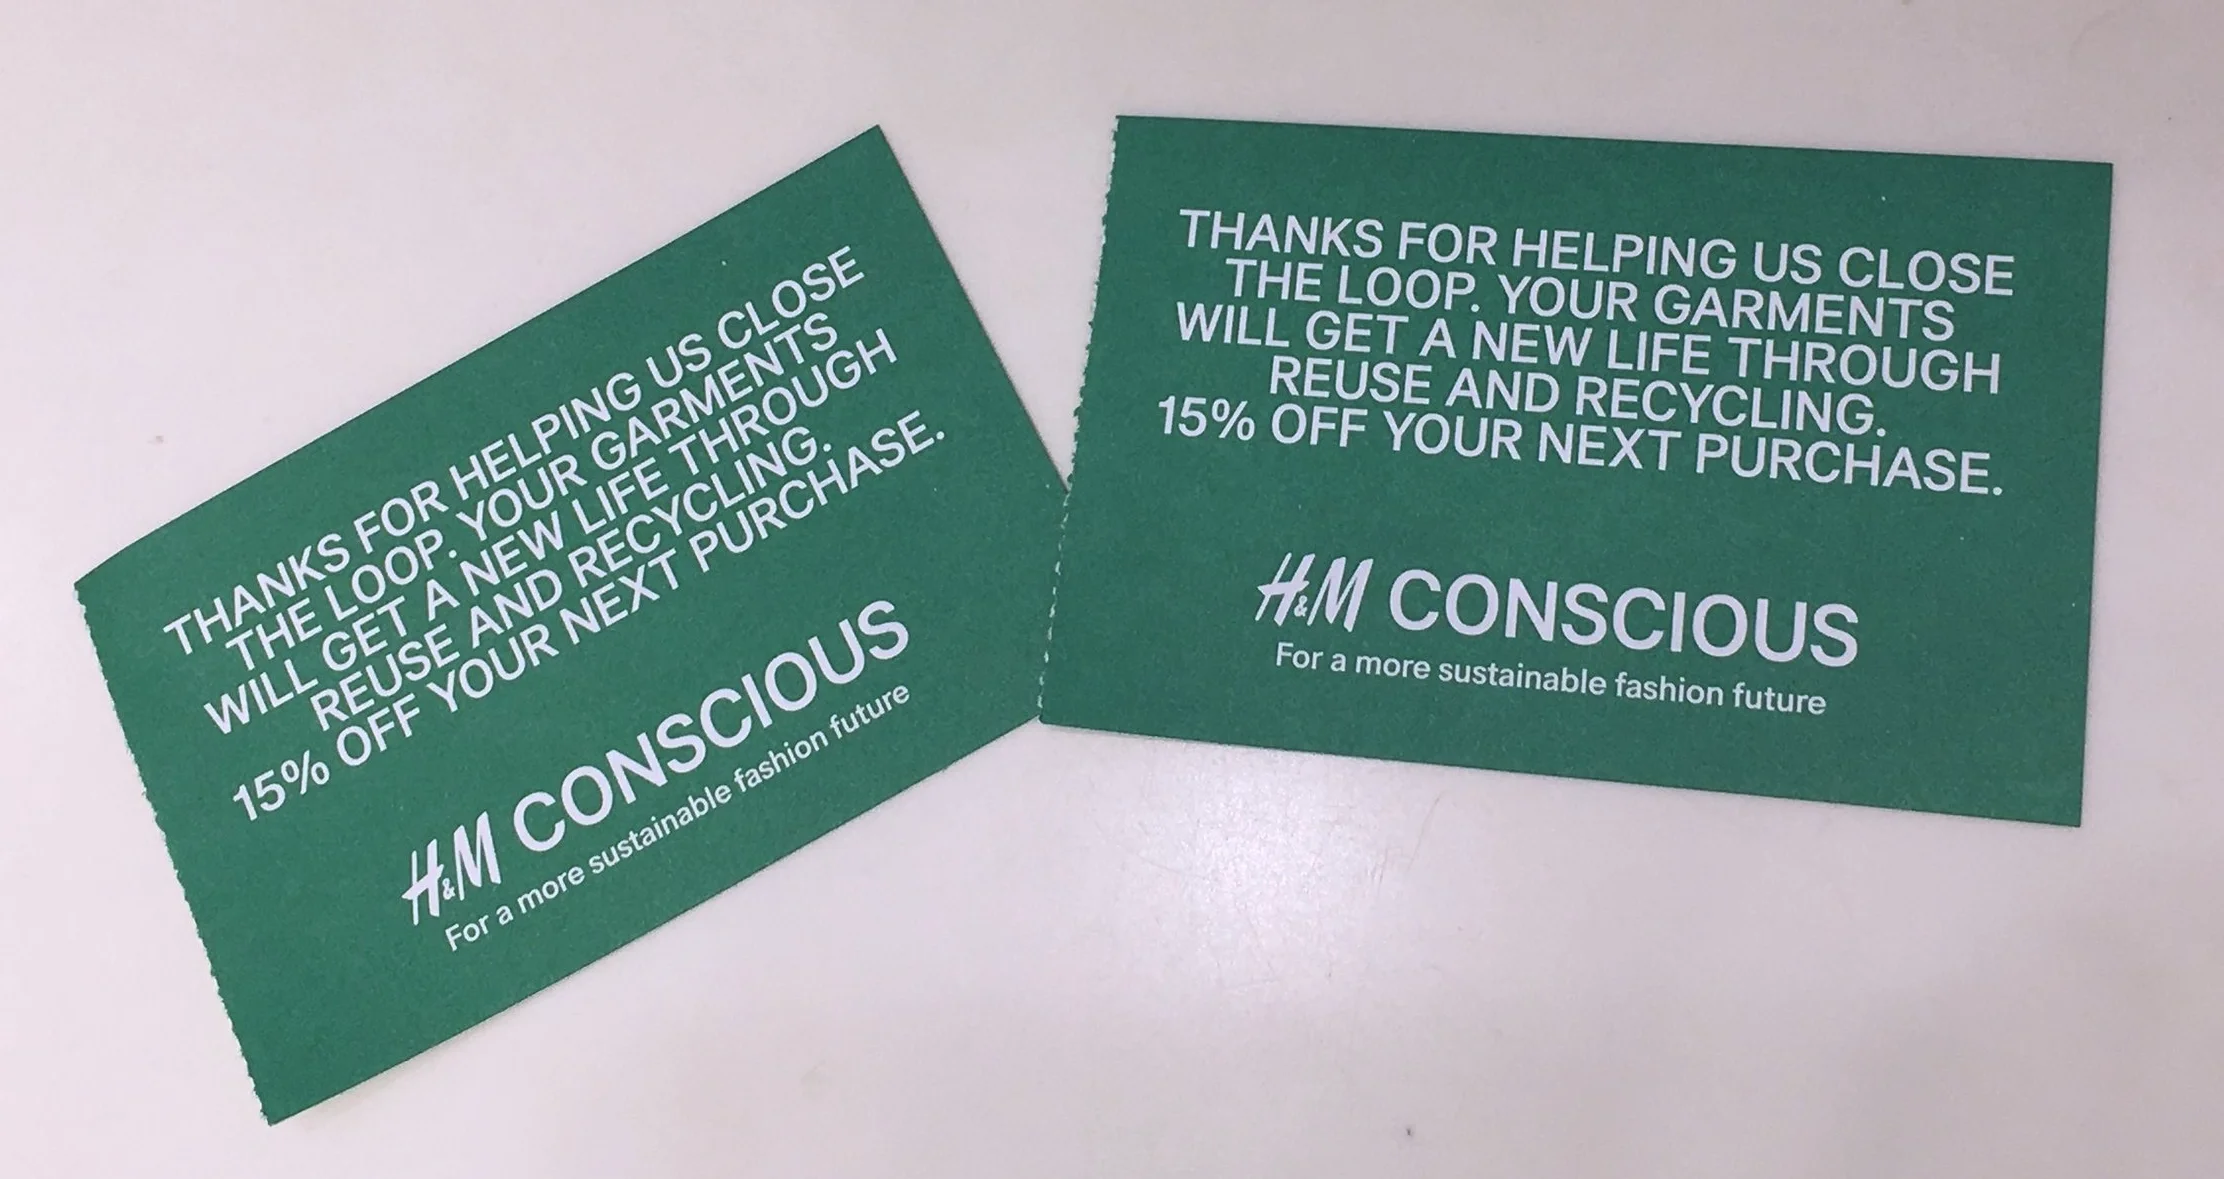 THANKS FOR HELPING US CLOSE
THE LOOP. YOUR GARMENTS
WILL GET A NEW LIFE THROUGH
REUSE AND RECYCLING.
15% OFF YOUR NEXT PURCHASE.
H&M CONSCIOUS
For a more sustainable fashion future
THANKS FOR HELPING US CLOSE
THE LOOP. YOUR GARMENTS
WILL GET A NEW LIFE THROUGH
REUSE AND RECYCLING.
15% OFF YOUR NEXT PURCHASE.
H&M CONSCIOUS
For a more sustainable fashion future